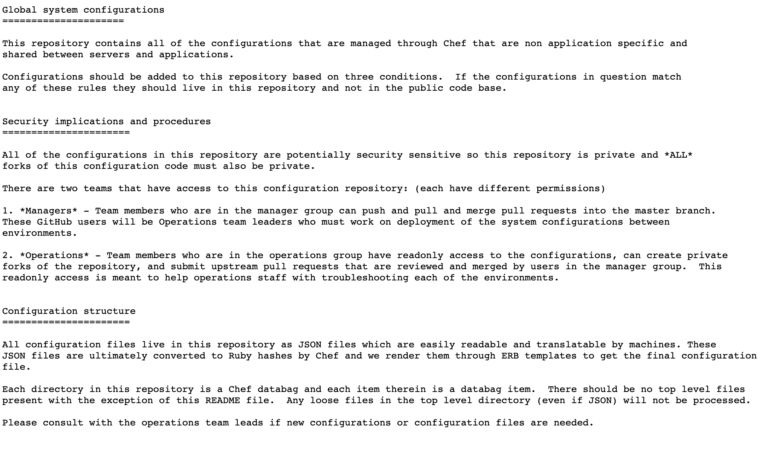 Global system configurations
=====================

This repository contains all of the configurations that are managed through Chef that are non application specific and
shared between servers and applications.

Configurations should be added to this repository based on three conditions.  If the configurations in question match
any of these rules they should live in this repository and not in the public code base.


Security implications and procedures
======================

All of the configurations in this repository are potentially security sensitive so this repository is private and *ALL*
forks of this configuration code must also be private.

There are two teams that have access to this configuration repository: (each have different permissions)

1. *Managers* - Team members who are in the manager group can push and pull and merge pull requests into the master branch.
These GitHub users will be Operations team leaders who must work on deployment of the system configurations between
environments.

2. *Operations* - Team members who are in the operations group have readonly access to the configurations, can create private
forks of the repository, and submit upstream pull requests that are reviewed and merged by users in the manager group.  This
readonly access is meant to help operations staff with troubleshooting each of the environments.


Configuration structure
======================

All configuration files live in this repository as JSON files which are easily readable and translatable by machines. These
JSON files are ultimately converted to Ruby hashes by Chef and we render them through ERB templates to get the final configuration
file.

Each directory in this repository is a Chef databag and each item therein is a databag item.  There should be no top level files
present with the exception of this README file.  Any loose files in the top level directory (even if JSON) will not be processed.

Please consult with the operations team leads if new configurations or configuration files are needed.